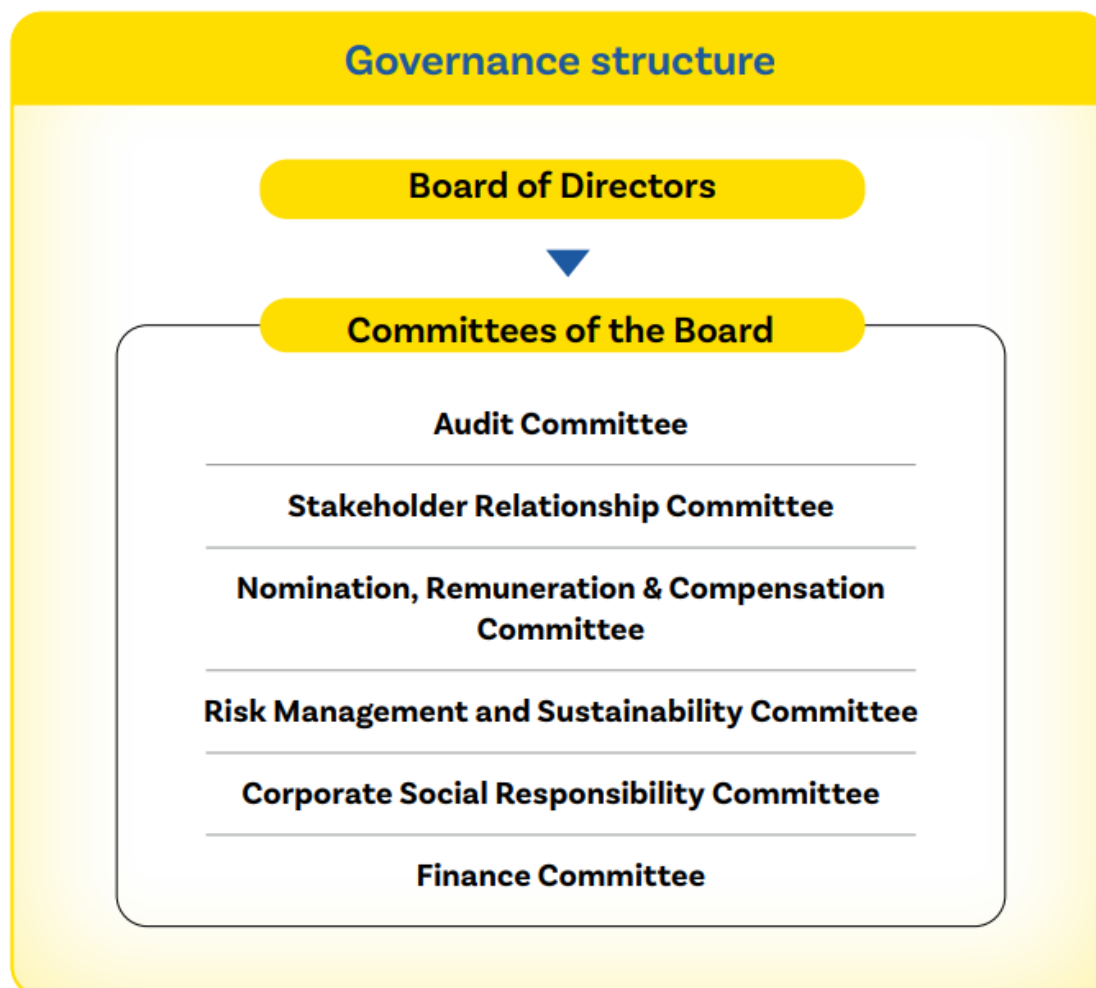 Governance structure
Board of Directors
Committees of the Board
Audit Committee
Stakeholder Relationship Committee
Nomination, Remuneration & Compensation
Committee
Risk Management and Sustainability Committee
Corporate Social Responsibility Committee
Finance Committee